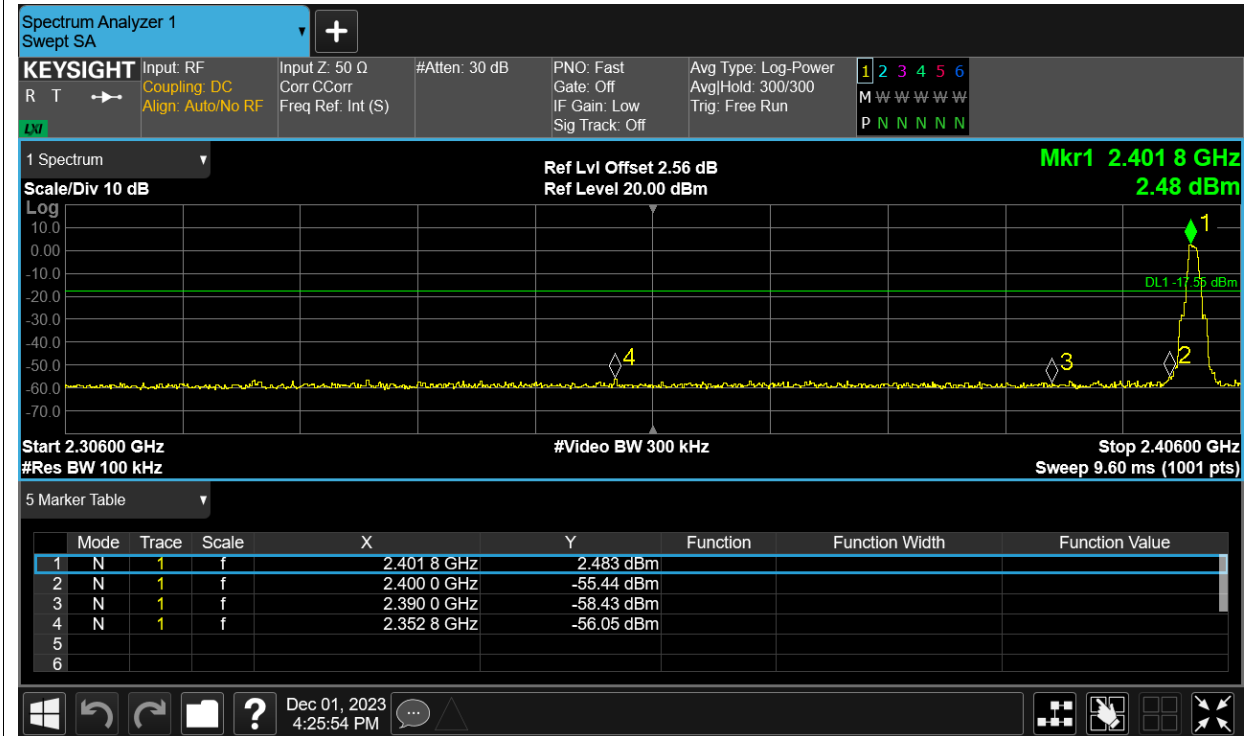 Spectrum Analyzer 1
Swept SA
KEYSIGHT
R T
LXI
Input: RF
Coupling: DC
Align: Auto/No RF
Input Z: 50 Ω
Corr CCorr
Freq Ref: Int (S)
#Atten: 30 dB
PNO: Fast
Gate: Off
IF Gain: Low
Sig Track: Off
Avg Type: Log-Power
Avg|Hold: 300/300
Trig: Free Run
1 2 3 4 5 6
M W W W W W
P N N N N N
1 Spectrum
Scale/Div 10 dB
Ref Lvl Offset 2.56 dB
Ref Level 20.00 dBm
Mkr1 2.401 8 GHz
2.48 dBm
Log
10.0
0.00
-10.0
-20.0
-30.0
-40.0
-50.0
-60.0
-70.0
1
DL1 -17.55 dBm
4
3
2
Start 2.30600 GHz
#Video BW 300 kHz
Stop 2.40600 GHz
#Res BW 100 kHz
Sweep 9.60 ms (1001 pts)
5 Marker Table
Mode Trace Scale X Y Function Function Width Function Value
1 N 1 f 2.401 8 GHz 2.483 dBm
2 N 1 f 2.400 0 GHz -55.44 dBm
3 N 1 f 2.390 0 GHz -58.43 dBm
4 N 1 f 2.352 8 GHz -56.05 dBm
5
6
?
Dec 01, 2023
4:25:54 PM